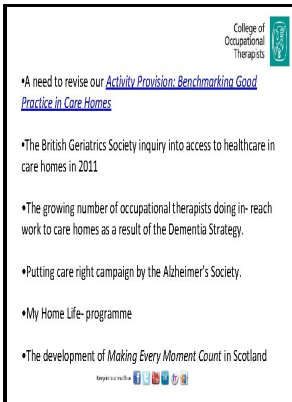 College of
Occupational
Therapists
•A need to revise our Activity Provision: Benchmarking Good
Practice in Care Homes
•The British Geriatrics Society inquiry into access to healthcare in
care homes in 2011
•The growing number of occupational therapists doing in- reach
work to care homes as a result of the Dementia Strategy.
•Putting care right campaign by the Alzheimer's Society.
•My Home Life- programme
•The development of Making Every Moment Count in Scotland